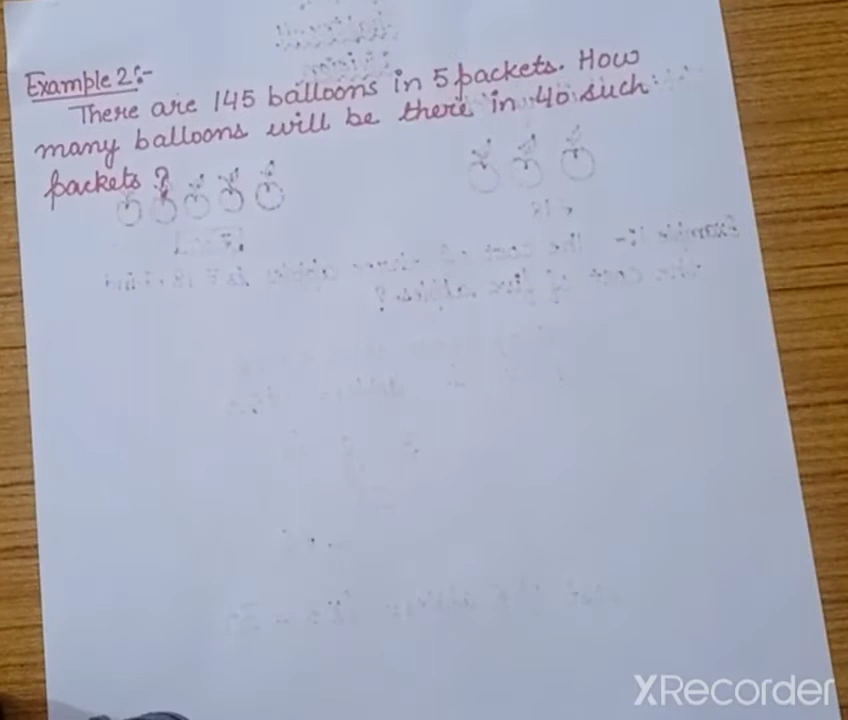 Example 2:-
There are 145 balloons in 5 packets. How
many balloons will be there in 40 such
packets ?
XRecorder